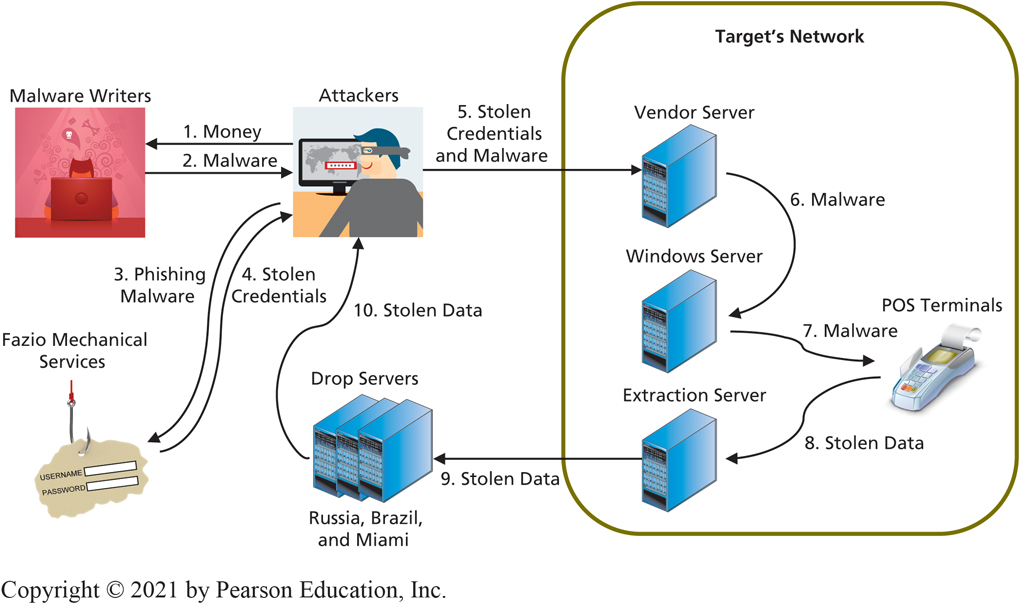 Target's Network
Malware Writers
Attackers
1. Money
2. Malware
5. Stolen
Credentials
and Malware
Vendor Server
6. Malware
3. Phishing
Malware
4. Stolen
Credentials
Windows Server
10. Stolen Data
7. Malware
POS Terminals
Fazio Mechanical
Services
USERNAME
PASSWORD
Drop Servers
Extraction Server
8. Stolen Data
9. Stolen Data
Russia, Brazil,
and Miami
Copyright © 2021 by Pearson Education, Inc.